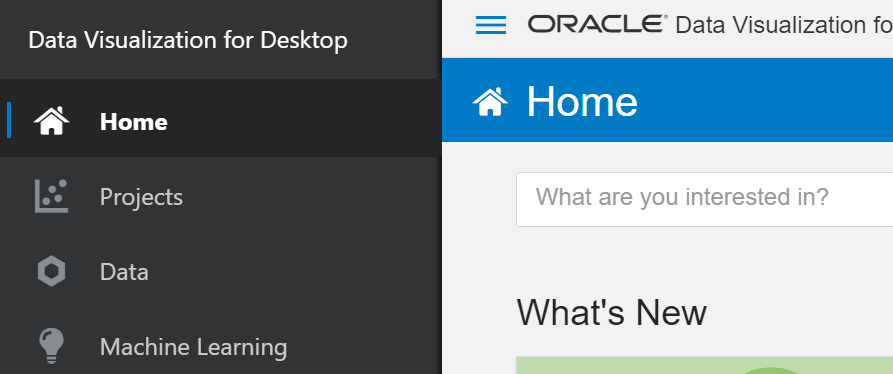 Data Visualization for Desktop
Home
Projects
Data
Machine Learning
ORACLE® Data Visualization fo
Home
What are you interested in?
What's New